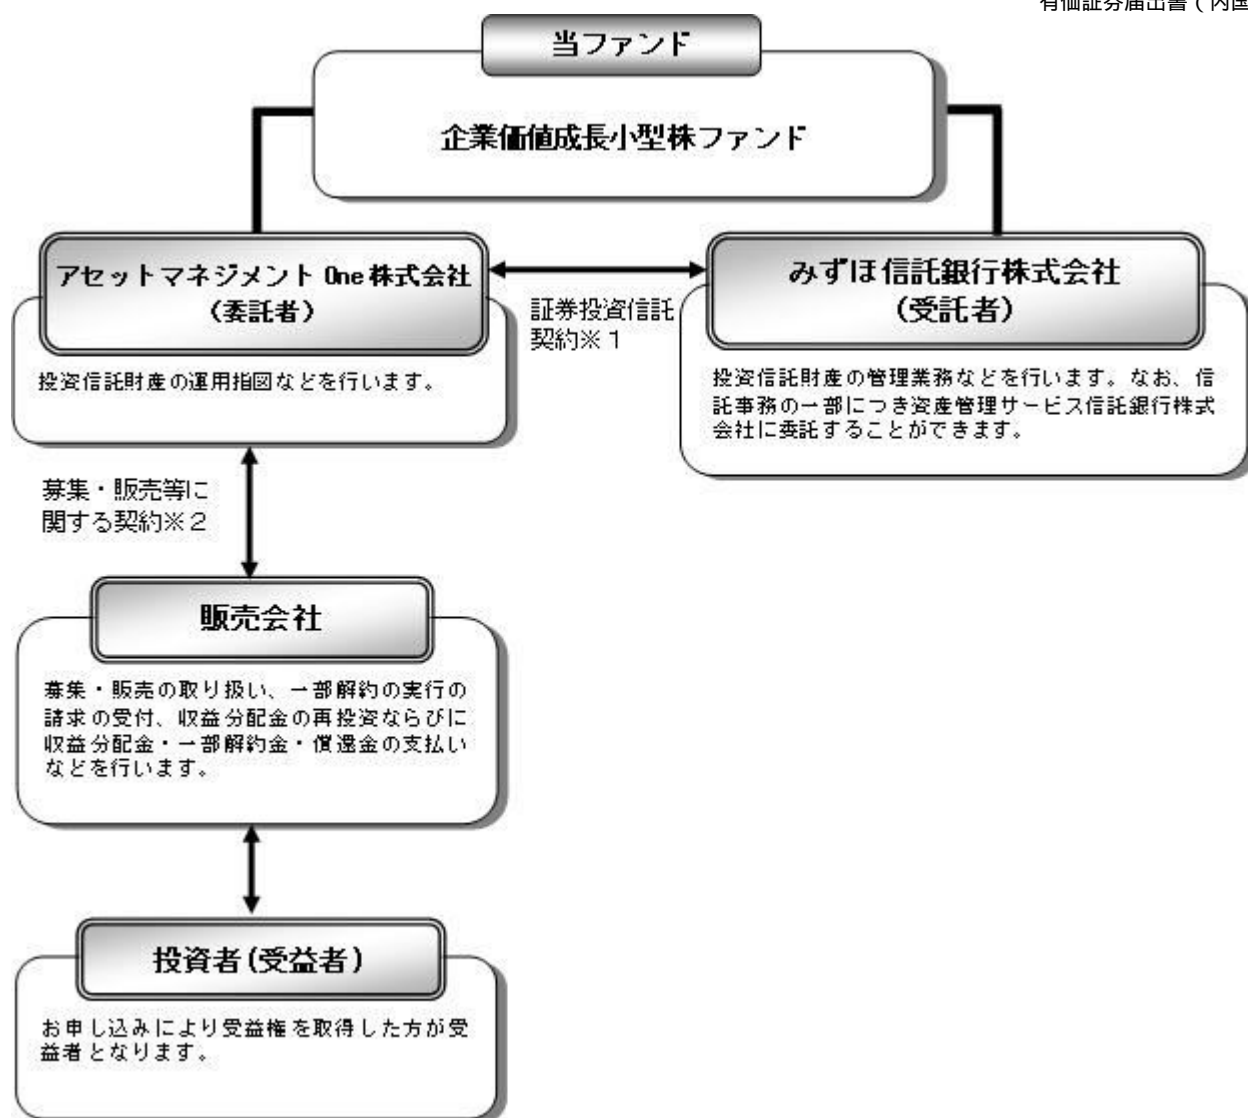 有価証券届出書（内国
当ファンド
企業価値成長小型株ファンド
アセットマネジメント One 株式会社
（委託者）
投資信託財産の運用指図などを行います。
証券投資信託
契約※１
みずほ信託銀行株式会社
（受託者）
投資信託財産の管理業務などを行います。なお、信
託事務の一部につき資産管理サービス信託銀行株式
会社に委託することができます。
募集・販売等に
関する契約※２
販売会社
募集・販売の取り扱い、一部解約の実行の
請求の受付、収益分配金の再投資ならびに
収益分配金・一部解約金・償還金の支払い
などを行います。
投資者(受益者)
お申し込みにより受益権を取得した方が受
益者となります。